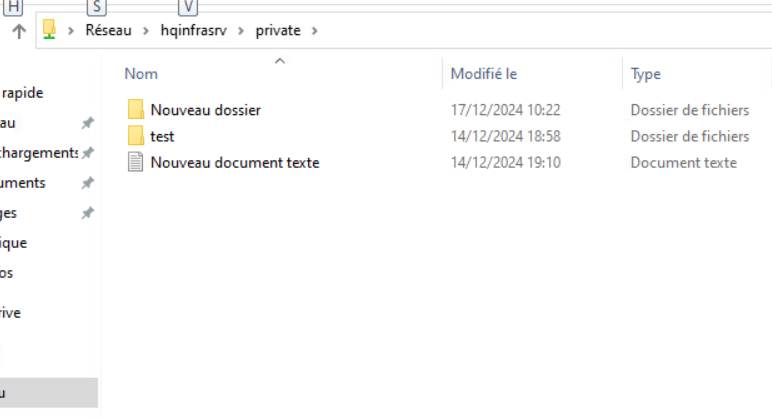 H S V
Réseau > hqinfrasrv > private >
Nom Modifié le Type
rapide
Nouveau dossier 17/12/2024 10:22 Dossier de fichiers
au
test 14/12/2024 18:58 Dossier de fichiers
chargements
Nouveau document texte 14/12/2024 19:10 Document texte
uments
ges
ique
os
rive
u